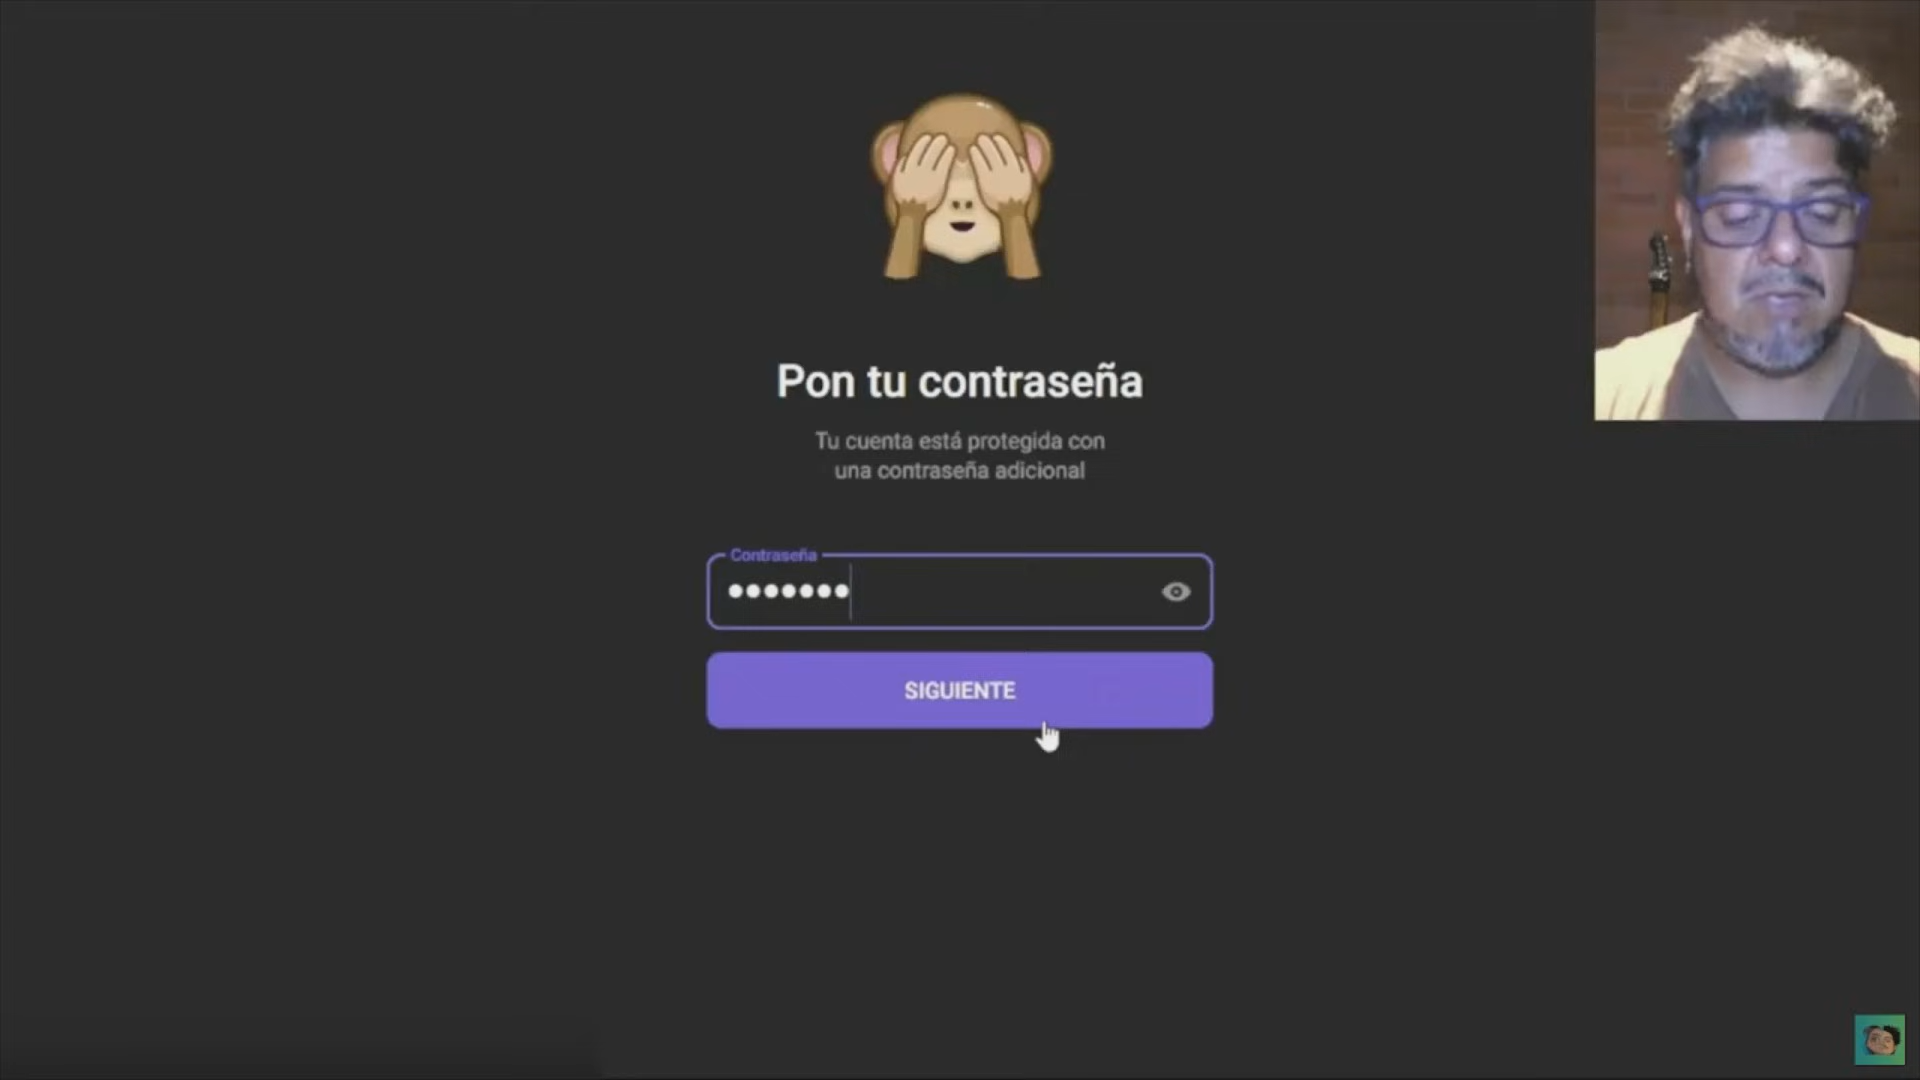 Pon tu contraseña
Tu cuenta está protegida con
una contraseña adicional
Contraseña
SIGUIENTE